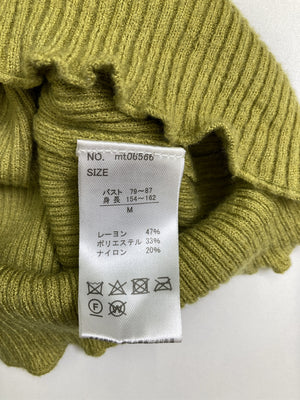 NO. mt06566
SIZE
バスト 79～87
身長 154～162
M
レーヨン 47%
ポリエステル 33%
ナイロン 20%
F W